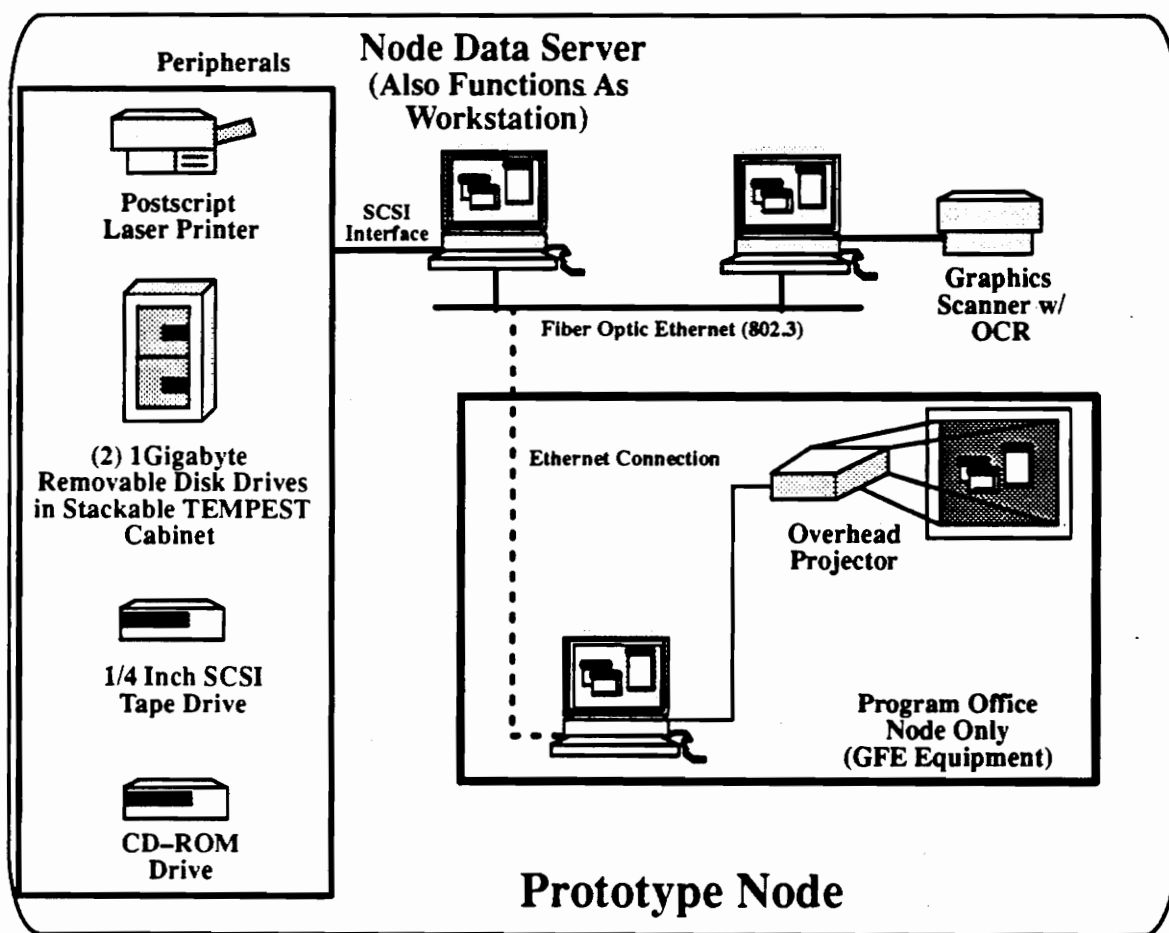 Peripherals
Node Data Server
(Also Functions As
Workstation)
Postscript
Laser Printer
SCSI
Interface
Graphics
Scanner w/
OCR
Fiber Optic Ethernet (802.3)
(2) 1Gigabyte
Removable Disk Drives
in Stackable TEMPEST
Cabinet
Ethernet Connection
Overhead
Projector
1/4 Inch SCSI
Tape Drive
Program Office
Node Only
(GFE Equipment)
CD–ROM
Drive
Prototype Node